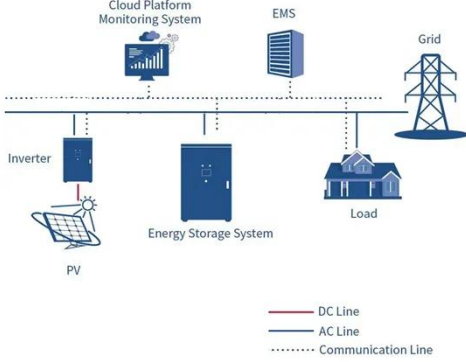 Cloud Platform
Monitoring System
EMS
Grid
Inverter
Load
Energy Storage System
PV
DC Line
AC Line
Communication Line